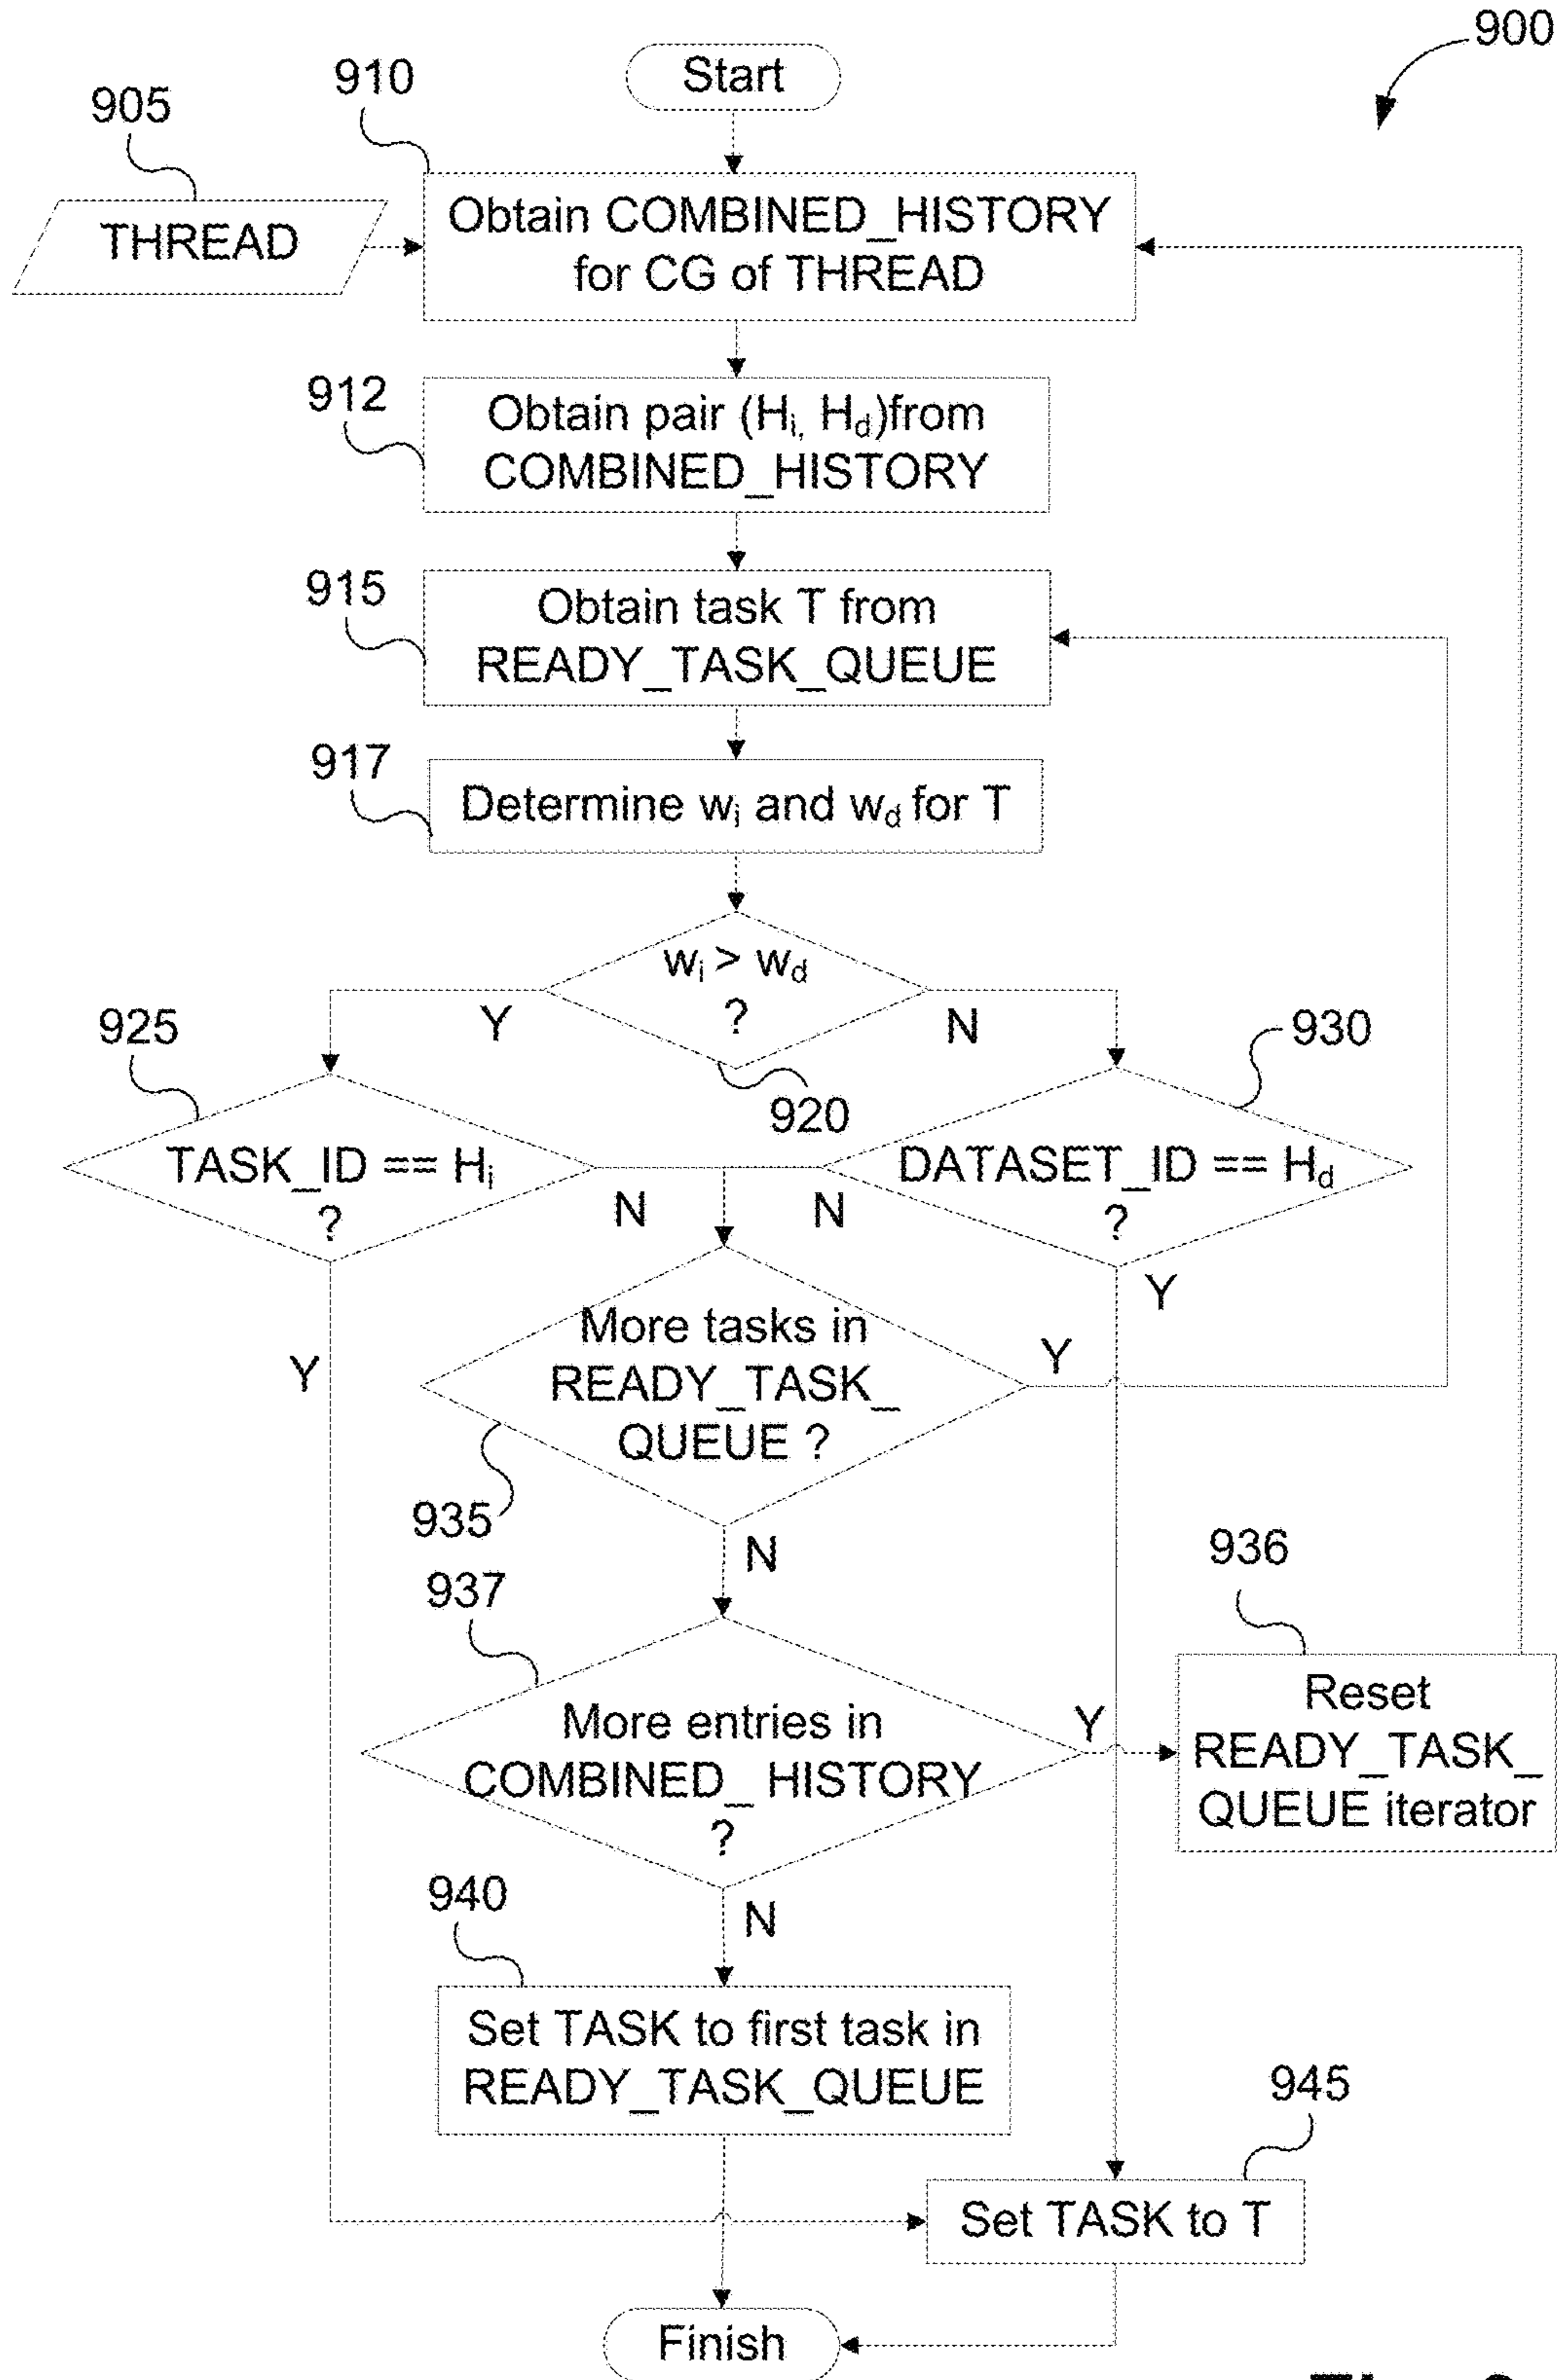 900
Start
910
905
THREAD
Obtain COMBINED_HISTORY
for CG of THREAD
912
Obtain pair (Hi, Hd)from
COMBINED_HISTORY
915
Obtain task T from
READY_TASK_QUEUE
917
Determine wi and wd for T
wi > wd
?
Y
N
925
930
920
TASK_ID == Hi
?
DATASET_ID == Hd
?
N
N
Y
Y
More tasks in
READY_TASK_
QUEUE ?
Y
935
N
936
937
More entries in
COMBINED_ HISTORY
?
Y
Reset
READY_TASK_
QUEUE iterator
940
N
Set TASK to first task in
READY_TASK_QUEUE
945
Set TASK to T
Finish